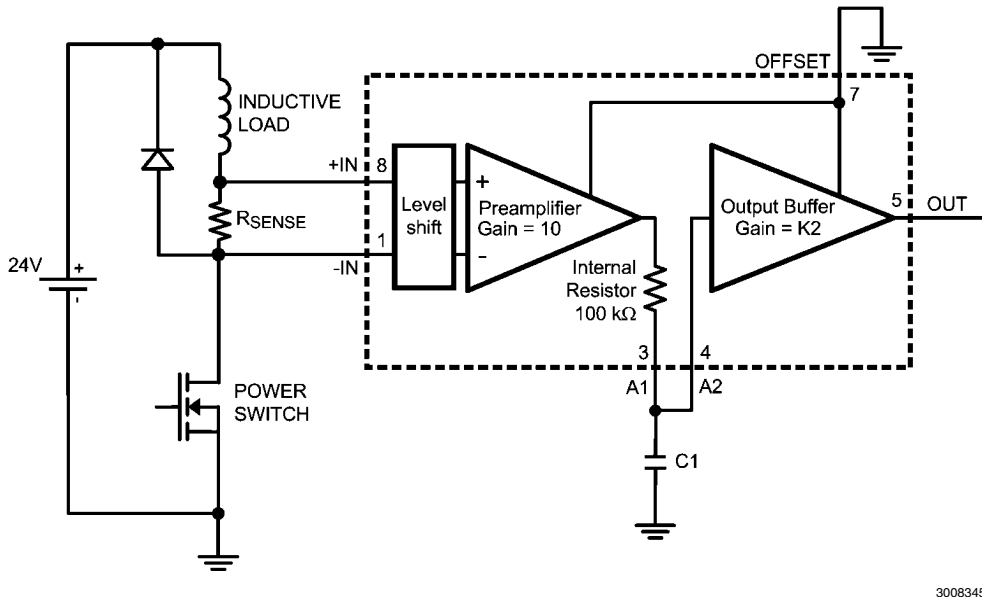 OFFSET
7
INDUCTIVE
LOAD
+IN
8
+
Level
shift
Preamplifier
Gain = 10
Output Buffer
Gain = K2
5
OUT
RSENSE
1
-IN
-
24V
+
-
Internal
Resistor
100 kΩ
3
4
A1
A2
POWER
SWITCH
C1
3008345